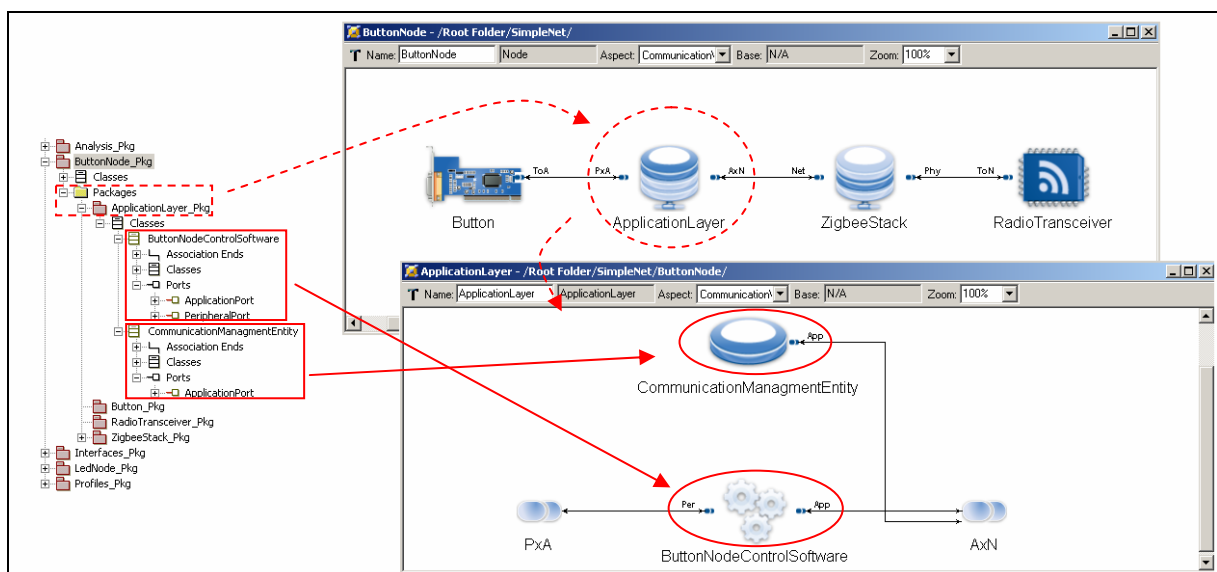 ButtonNode - /Root Folder/SimpleNet/
Name: ButtonNode Node Aspect: Communication\ Base: N/A Zoom: 100%
ToA PxA AxN Net Phy ToN
Button ApplicationLayer ZigbeeStack RadioTransceiver
Analysis_Pkg
ButtonNode_Pkg
Classes
Packages
ApplicationLayer_Pkg
Classes
ButtonNodeControlSoftware
Association Ends
Classes
Ports
ApplicationPort
PeripheralPort
CommunicationManagmentEntity
Association Ends
Classes
Ports
ApplicationPort
Button_Pkg
RadioTransceiver_Pkg
ZigbeeStack_Pkg
Interfaces_Pkg
LedNode_Pkg
Profiles_Pkg
ApplicationLayer - /Root Folder/SimpleNet/ButtonNode/
Name: ApplicationLayer ApplicationLayer Aspect: Communication\ Base: N/A Zoom: 100%
App
CommunicationManagmentEntity
Per App
PxA ButtonNodeControlSoftware AxN